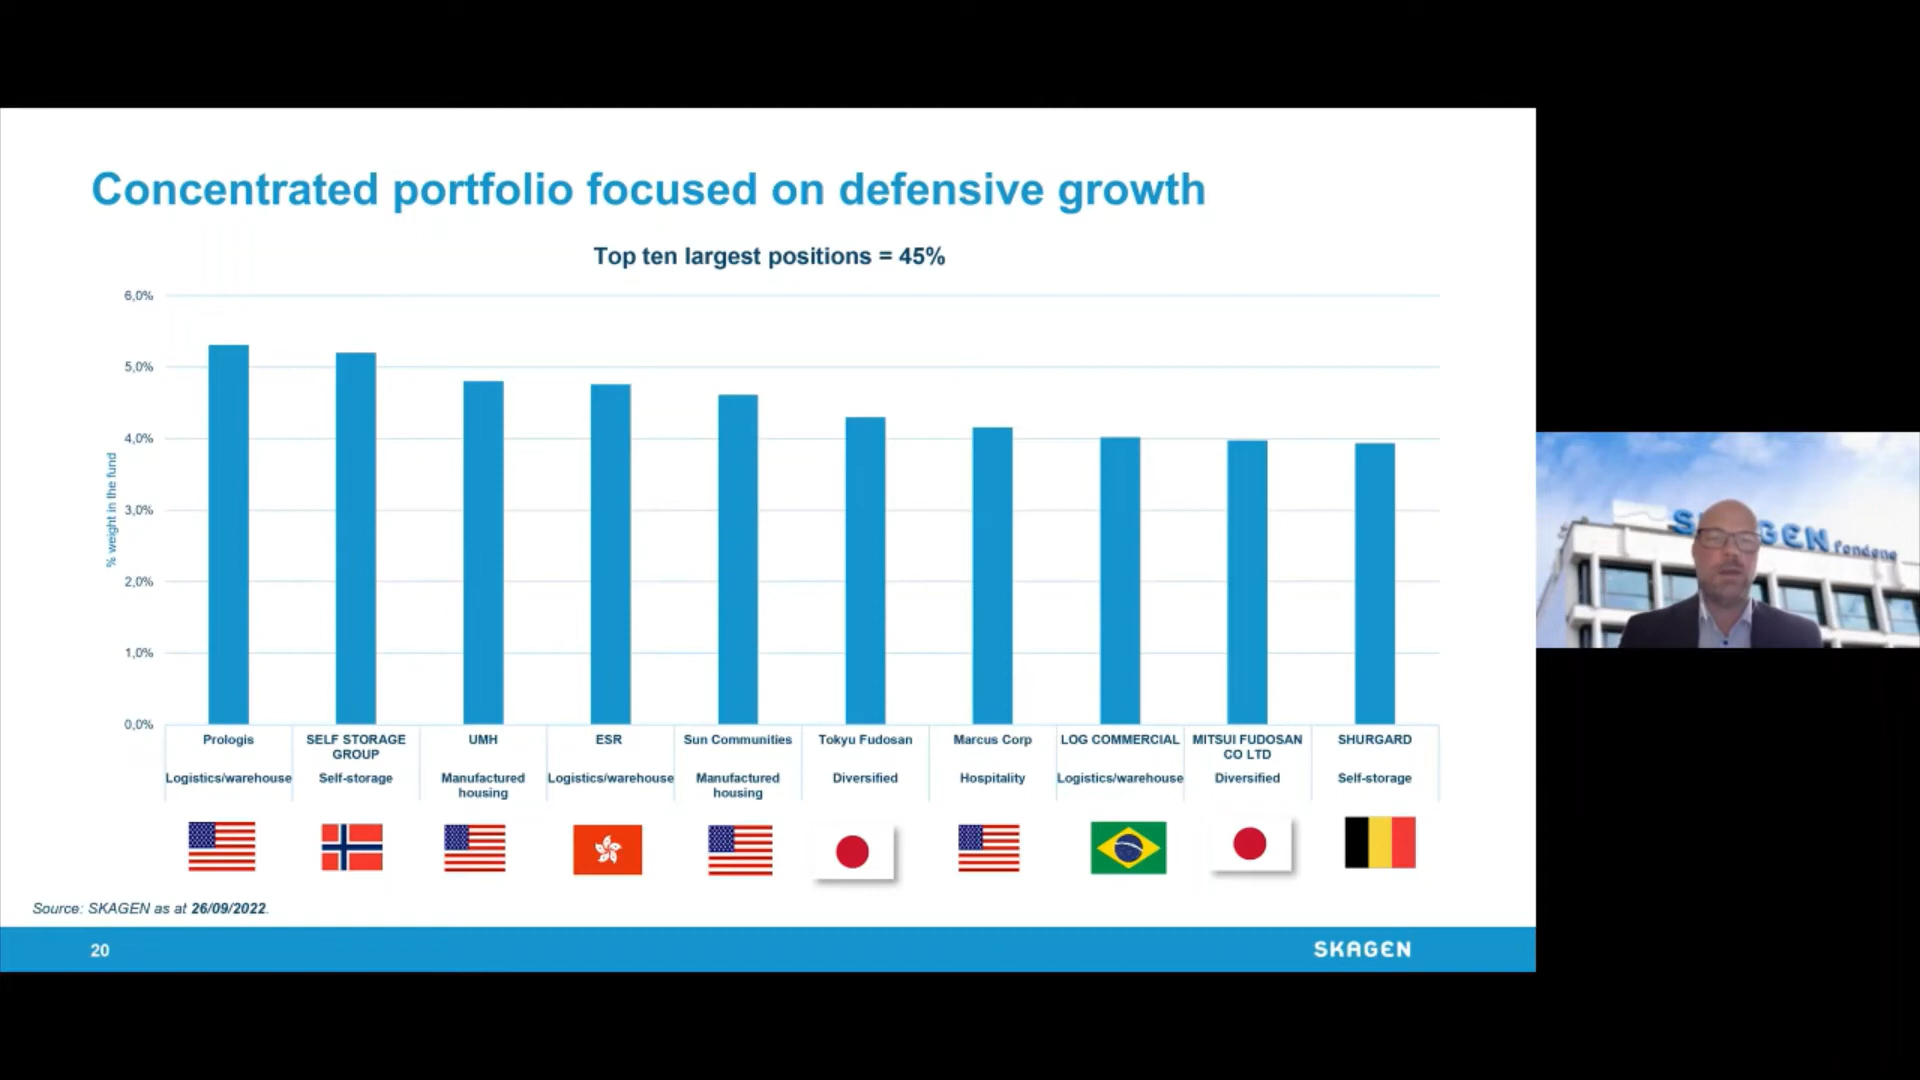 Concentrated portfolio focused on defensive growth
Top ten largest positions = 45%
6,0%
5,0%
4,0%
3,0%
2,0%
1,0%
0,0%
% weight in the fund
Prologis
Logistics/warehouse
SELF STORAGE
GROUP
Self-storage
UMH
Manufactured
housing
ESR
Logistics/warehouse
Sun Communities
Manufactured
housing
Tokyu Fudosan
Diversified
Marcus Corp
Hospitality
LOG COMMERCIAL
Logistics/warehouse
MITSUI FUDOSAN
CO LTD
Diversified
SHURGARD
Self-storage
Source: SKAGEN as at 26/09/2022.
20
SKAGEN
fondene